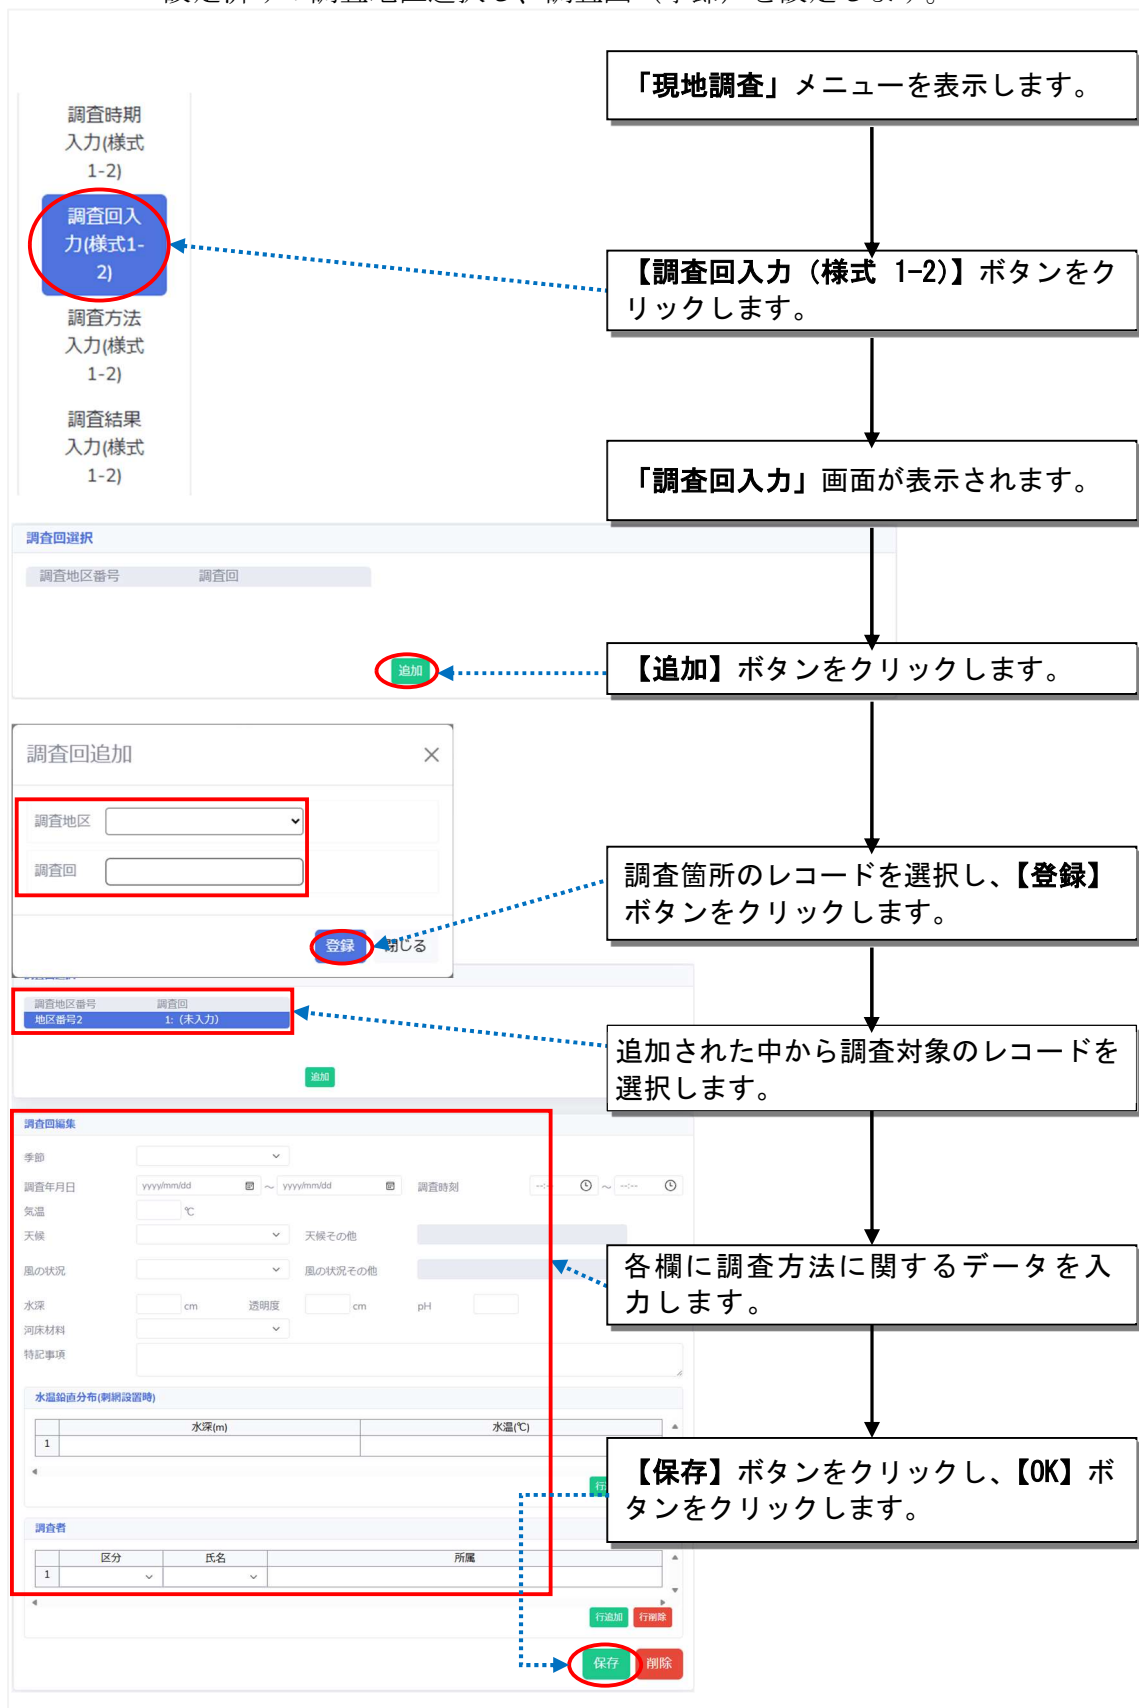 「現地調査」メニューを表示します。
調査時期
入力(様式
1-2)
調査回入
力(様式1-
2)
調査方法
入力(様式
1-2)
調査結果
入力(様式
1-2)
【調査回入力（様式 1-2)】ボタンをク
リックします。
「調査回入力」画面が表示されます。
調査回選択
調査地区番号 調査回
追加
【追加】ボタンをクリックします。
調査回追加
調査地区
調査回
登録 閉じる
調査箇所のレコードを選択し、【登録】
ボタンをクリックします。
調査地区番号 調査回
地区番号2 1:（未入力）
追加
追加された中から調査対象のレコードを
選択します。
調査回編集
季節
調査年月日 yyyy/mm/dd ～ yyyy/mm/dd 調査時刻 --:-- ～ --:--
気温 ℃
天候 天候その他
風の状況 風の状況その他
水深 cm 透明度 cm pH
河床材料
特記事項
各欄に調査方法に関するデータを入
力します。
水温鉛直分布(刺網設置時)
水深(m) 水温(℃)
1
【保存】ボタンをクリックし、【OK】ボ
タンをクリックします。
調査者
区分 氏名 所属
1
行追加 行削除
保存 削除